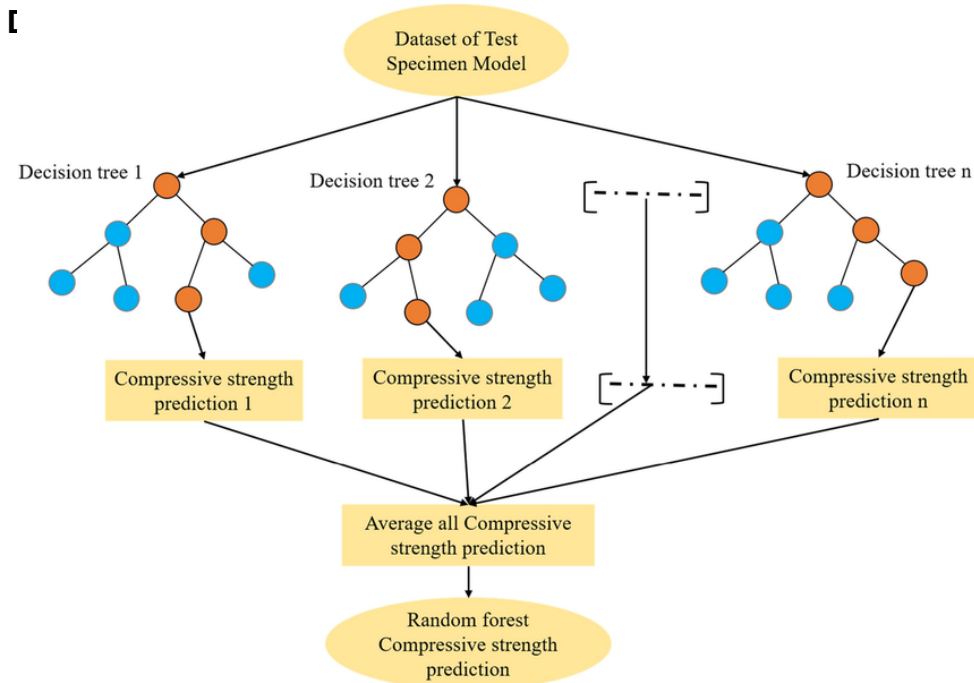 Dataset of Test
Specimen Model
Decision tree 1
Decision tree 2
Decision tree n
Compressive strength
prediction 1
Compressive strength
prediction 2
Compressive strength
prediction n
Average all Compressive
strength prediction
Random forest
Compressive strength
prediction